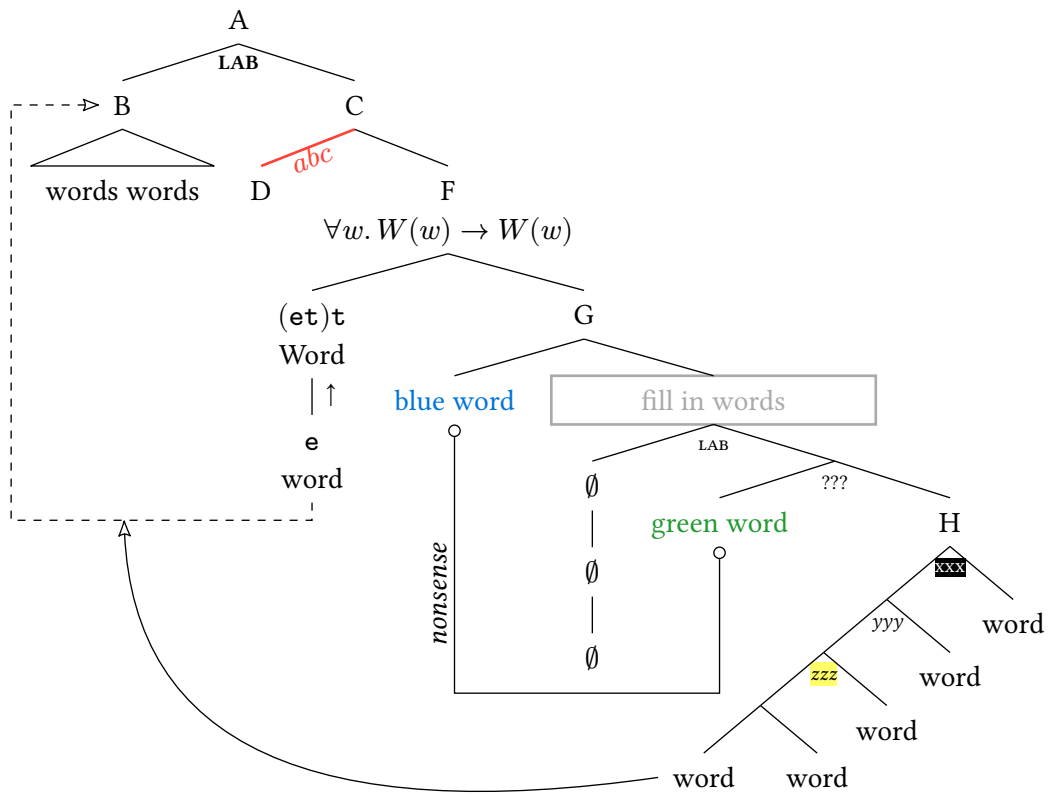 A
LAB
B
C
abc
words words
D
F
∀w. W(w) → W(w)
(et)t
G
Word
↑
blue word
fill in words
e
LAB
word
∅
???
green word
H
nonsense
xxx
∅
yyy
word
∅
zzz
word
word
word
word